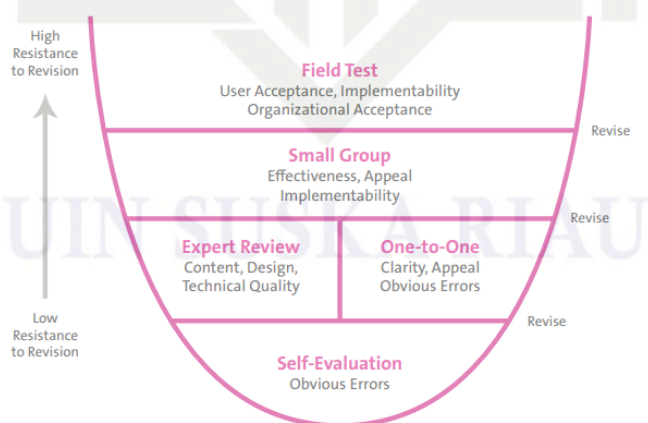 High
Resistance
to Revision
Field Test
User Acceptance, Implementability
Organizational Acceptance
Revise
Small Group
Effectiveness, Appeal
Implementability
Revise
UIN SUSKA RIAU
Expert Review
Content, Design,
Technical Quality
One-to-One
Clarity, Appeal
Obvious Errors
Low
Resistance
to Revision
Revise
Self-Evaluation
Obvious Errors